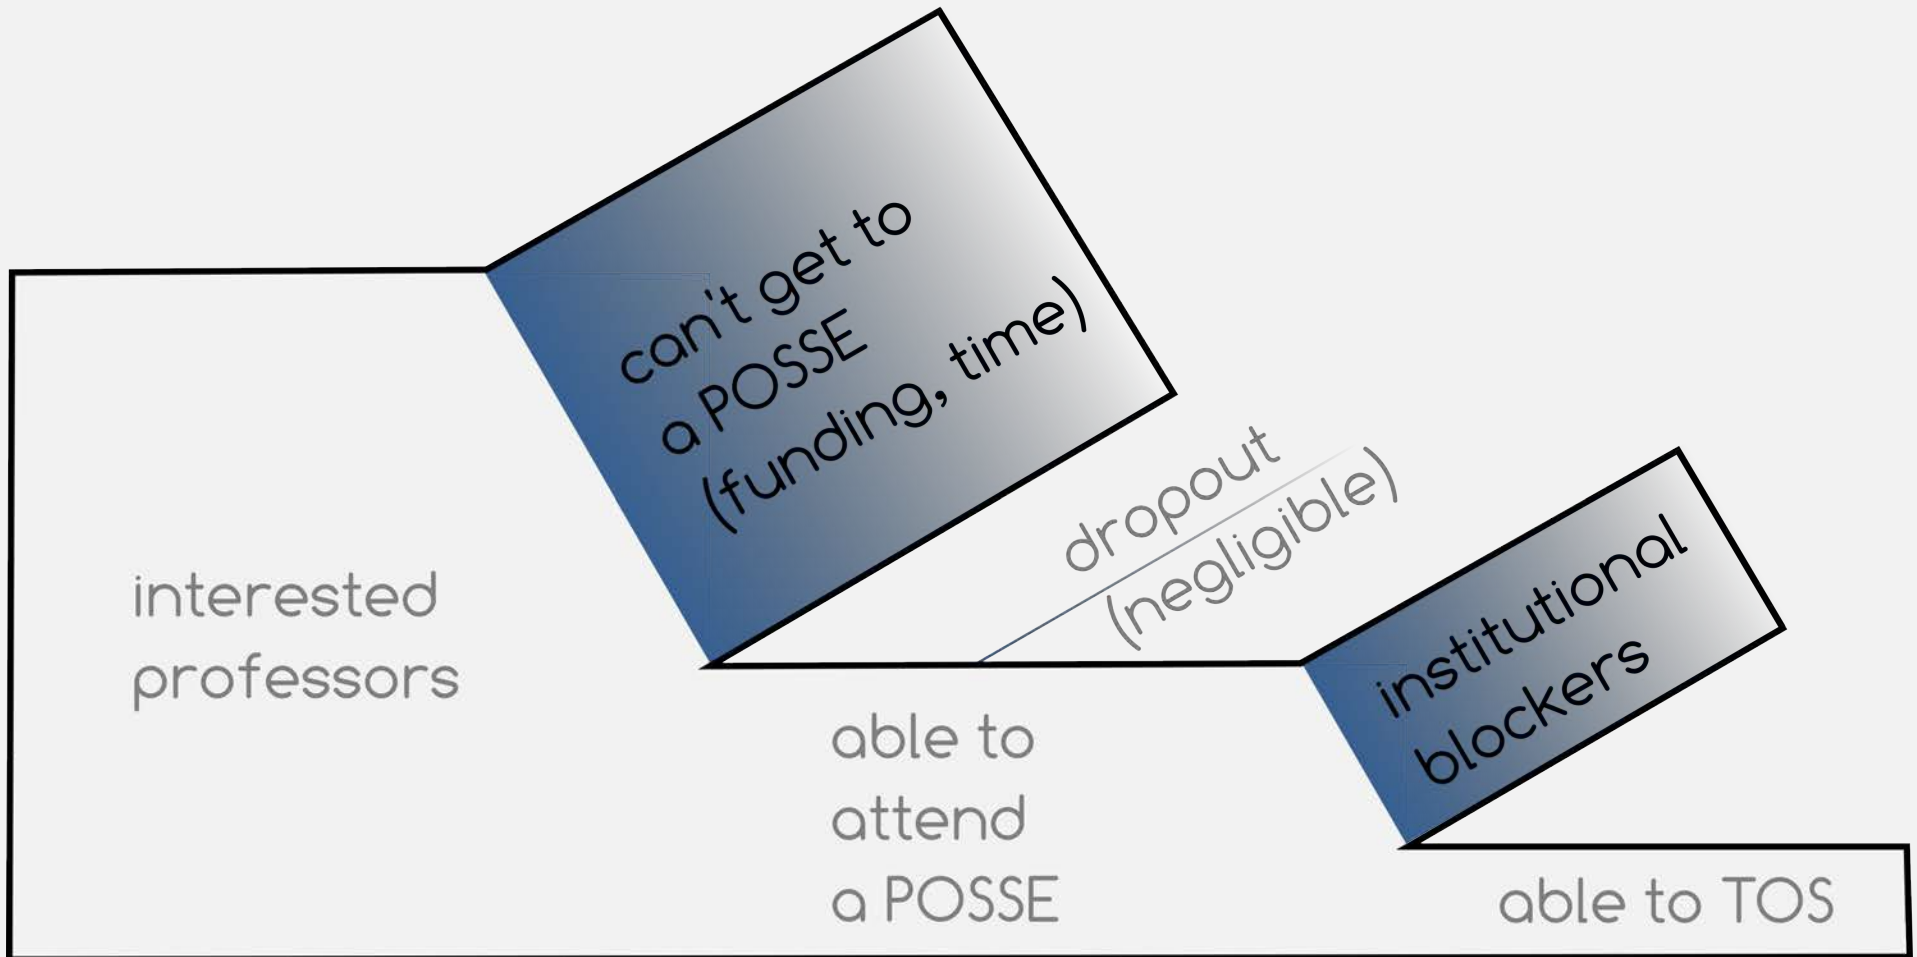 interested
professors
can't get to
a POSSE
(funding, time)
dropout
(negligible)
able to
attend
a POSSE
institutional
blockers
able to TOS